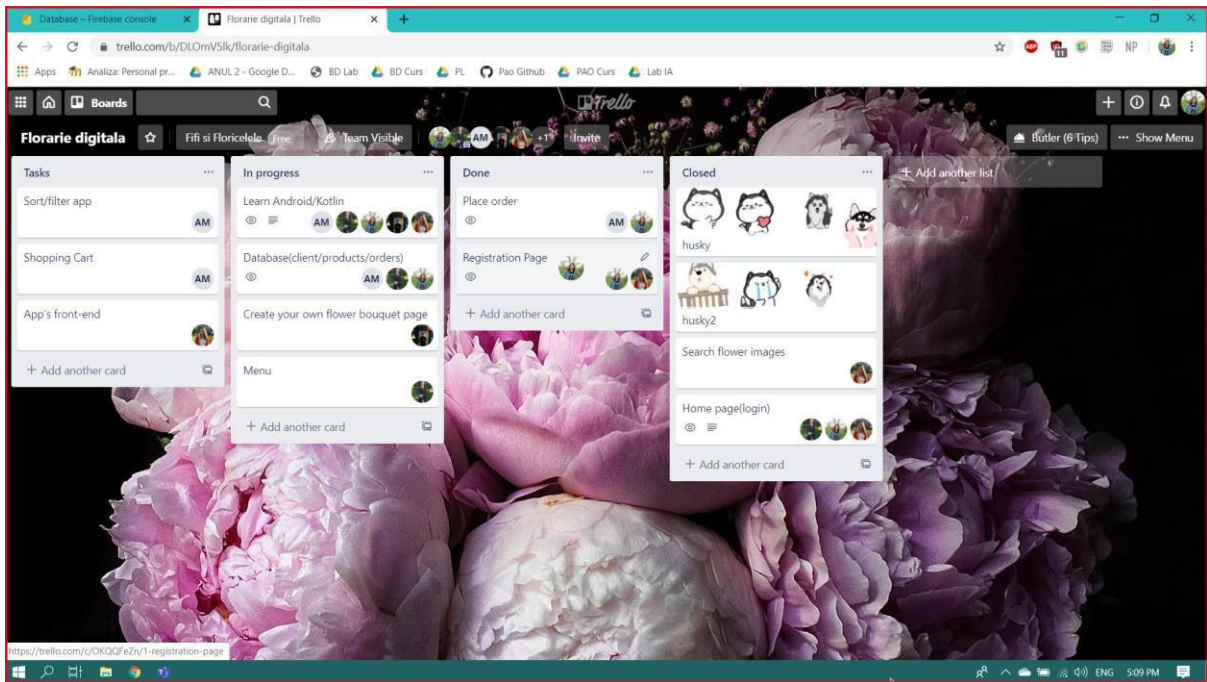 Database – Firebase console
Florarie digitala | Trello
trello.com/b/DLOmV5Ik/florarie-digitala
ABP
11
NP
Apps
Analiza: Personal pr...
ANUL 2 - Google D...
BD Lab
BD Curs
PL
Pao Github
PAO Curs
Lab IA
Boards
Trello
Florarie digitala
Fifi si Floricelele
Free
Team Visible
AM
+1
Invite
Butler (6 Tips)
Show Menu
Tasks
Sort/filter app
AM
Shopping Cart
AM
App's front-end
+ Add another card
In progress
Learn Android/Kotlin
AM
Database(client/products/orders)
AM
Create your own flower bouquet page
Menu
+ Add another card
Done
Place order
AM
Registration Page
+ Add another card
Closed
husky
husky2
Search flower images
Home page(login)
+ Add another card
+ Add another list
https://trello.com/c/OKQQFeZn/1-registration-page
ENG
5:09 PM